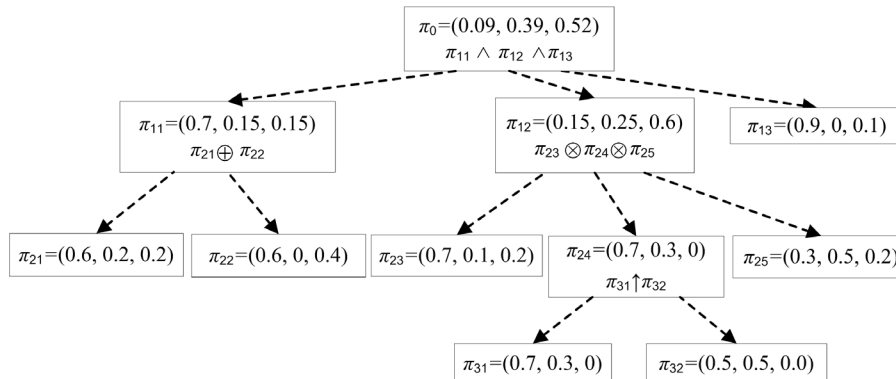 π₀=(0.09, 0.39, 0.52)
π₁₁ ∧ π₁₂ ∧π₁₃
π₁₁=(0.7, 0.15, 0.15)
π₂₁⊕ π₂₂
π₁₂=(0.15, 0.25, 0.6)
π₂₃ ⊗π₂₄⊗π₂₅
π₁₃=(0.9, 0, 0.1)
π₂₁=(0.6, 0.2, 0.2)
π₂₂=(0.6, 0, 0.4)
π₂₃=(0.7, 0.1, 0.2)
π₂₄=(0.7, 0.3, 0)
π₃₁↑π₃₂
π₂₅=(0.3, 0.5, 0.2)
π₃₁=(0.7, 0.3, 0)
π₃₂=(0.5, 0.5, 0.0)